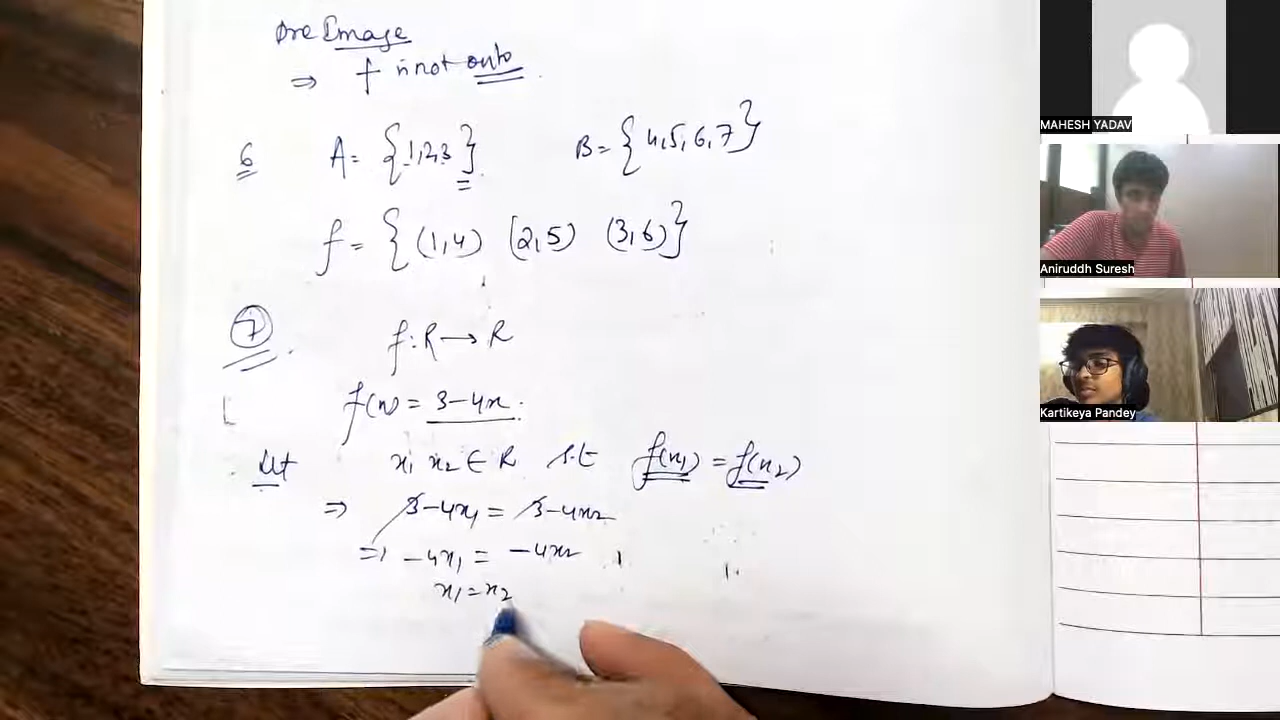 Pre Image
⇒ f is not onto
6 A = {1,2,3} B = {4,5,6,7}
f = {(1,4) (2,5) (3,6)}
7 f: R → R
f(x) = 3-4x.
Let x₁ x₂ ∈ R s.t f(x₁) = f(x₂)
⇒ 3-4x₁ = 3-4x₂
⇒ -4x₁ = -4x₂
x₁ = x₂
MAHESH YADAV
Aniruddh Suresh
Kartikeya Pandey